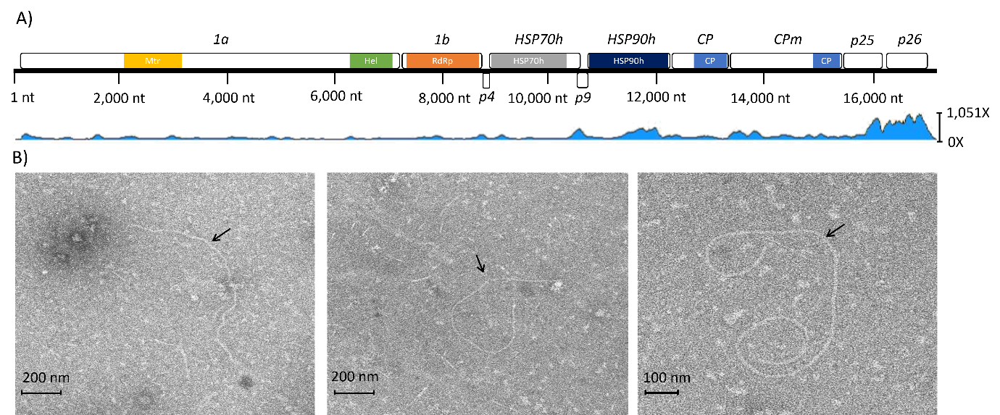 A)
1a 1b HSP70h HSP90h CP CPm p25 p26
Mtr Hel RdRp HSP70h HSP90h CP CP
1 nt 2,000 nt 4,000 nt 6,000 nt 8,000 nt p4 10,000 nt p9 12,000 nt 14,000 nt 16,000 nt
1,051X
0X
B)
200 nm 200 nm 100 nm